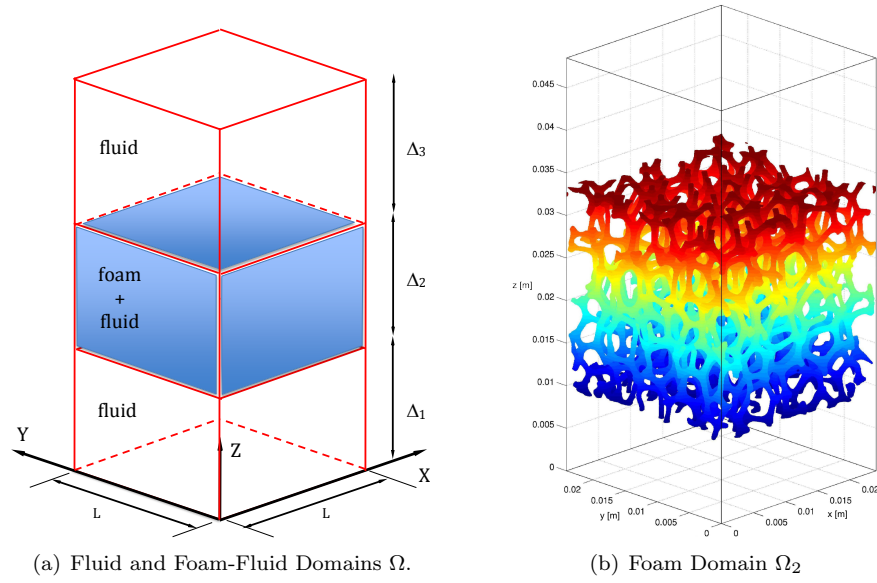 fluid
Δ3
foam
+
fluid
Δ2
fluid
Δ1
Y
Z
X
L
L
(a) Fluid and Foam-Fluid Domains Ω.
0.045
0.04
0.035
0.03
0.025
z [m]
0.02
0.015
0.01
0.005
0
0.02
0.015
0.01
0.005
0
y [m]
0
0.005
0.01
0.015
0.02
x [m]
(b) Foam Domain Ω2